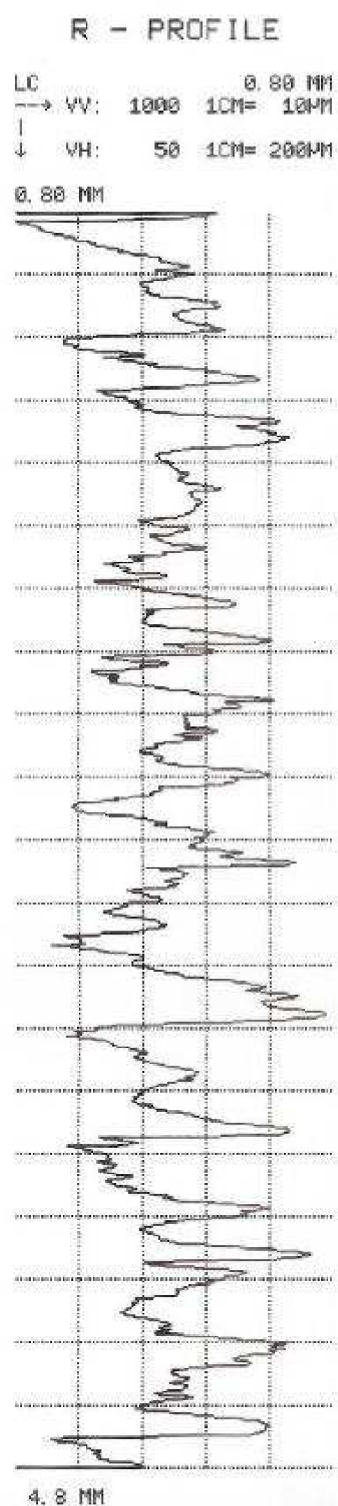 R - PROFILE
LC 0.80 MM
--→ VV: 1000 1CM= 10µM
|
↓ VH: 50 1CM= 200µM
0.80 MM
4.8 MM